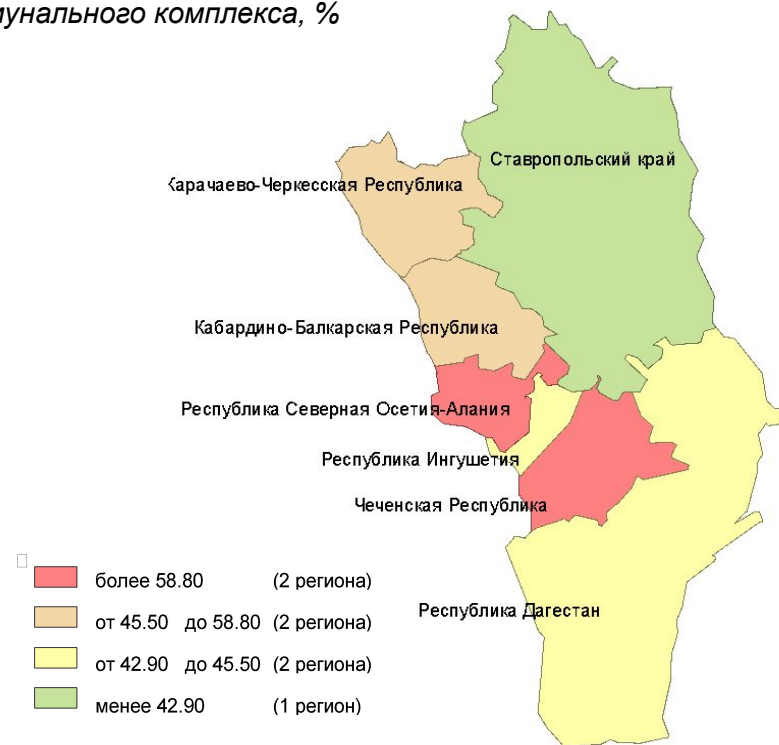 комплекса, %
Ставропольский край
Карачаево-Черкесская Республика
Кабардино-Балкарская Республика
Республика Северная Осетия-Алания
Республика Ингушетия
Чеченская Республика
Республика Дагестан
более 58.80 (2 региона)
от 45.50 до 58.80 (2 региона)
от 42.90 до 45.50 (2 региона)
менее 42.90 (1 регион)